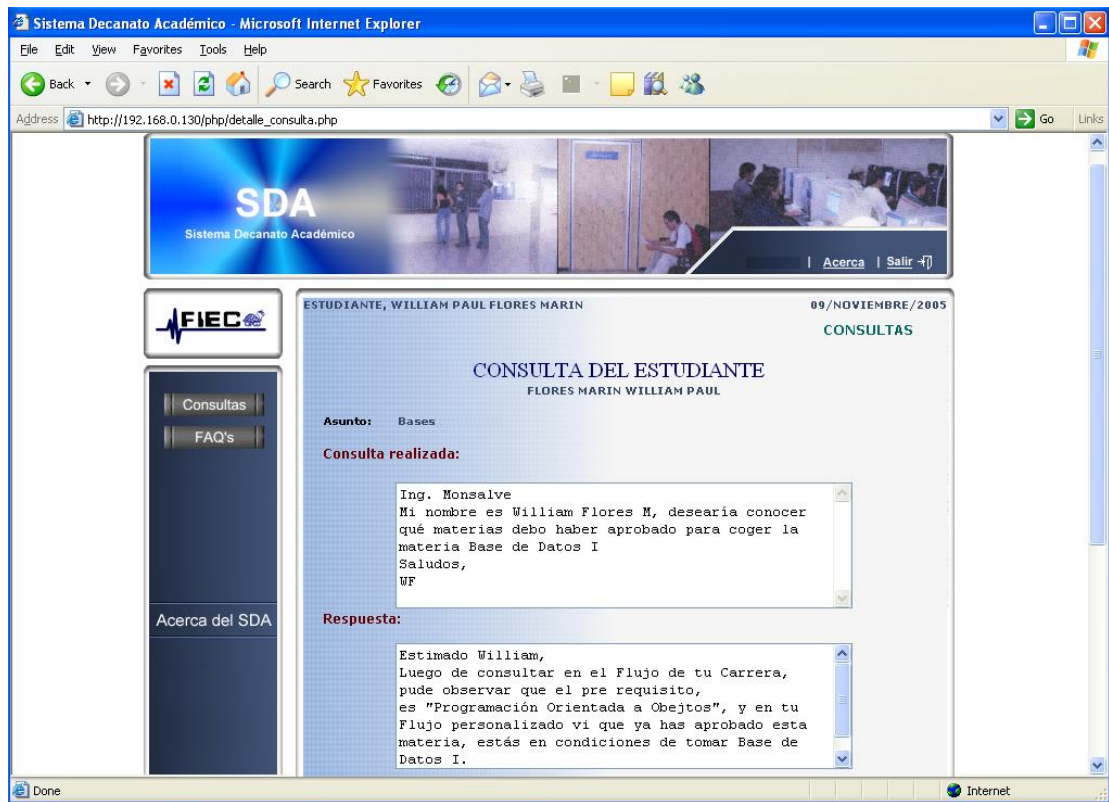 Sistema Decanato Académico - Microsoft Internet Explorer
File Edit View Favorites Tools Help
Back Search Favorites
Address http://192.168.0.130/php/detalle_consulta.php Go Links
SDA
Sistema Decanato Académico
| Acerca | Salir
FIEC
ESTUDIANTE, WILLIAM PAUL FLORES MARIN 09/NOVIEMBRE/2005
CONSULTAS
CONSULTA DEL ESTUDIANTE
FLORES MARIN WILLIAM PAUL
Consultas
FAQ's
Acerca del SDA
Asunto: Bases
Consulta realizada:
Ing. Monsalve
Mi nombre es William Flores M, desearía conocer
qué materias debo haber aprobado para coger la
materia Base de Datos I
Saludos,
WF
Respuesta:
Estimado William,
Luego de consultar en el Flujo de tu Carrera,
pude observar que el pre requisito,
es "Programación Orientada a Obejtos", y en tu
Flujo personalizado vi que ya has aprobado esta
materia, estás en condiciones de tomar Base de
Datos I.
Done Internet